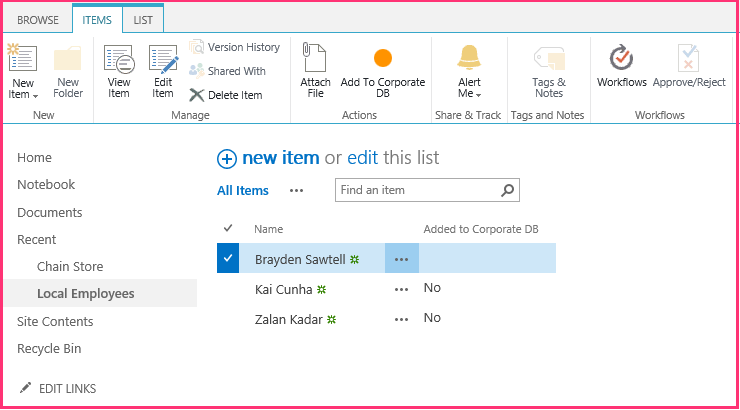 BROWSE ITEMS LIST
New Item
New Folder
New
View Item
Edit Item
Version History
Shared With
Delete Item
Manage
Attach File
Add To Corporate DB
Actions
Alert Me
Share & Track
Tags & Notes
Tags and Notes
Workflows
Approve/Reject
Workflows
Home
Notebook
Documents
Recent
Chain Store
Local Employees
Site Contents
Recycle Bin
EDIT LINKS
new item or edit this list
All Items ••• Find an item
Name Added to Corporate DB
Brayden Sawtell •••
Kai Cunha ••• No
Zalan Kadar ••• No